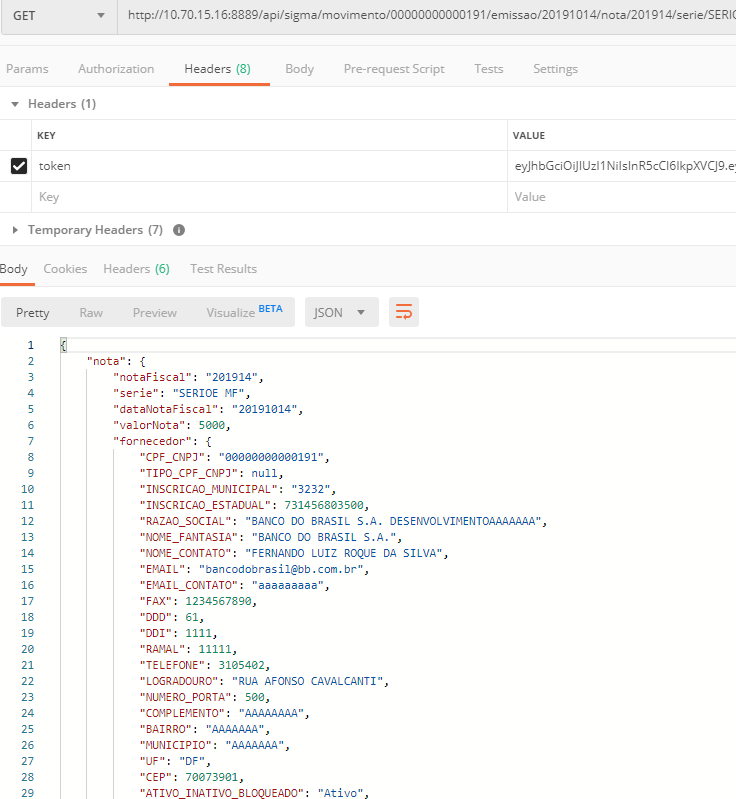 GET http://10.70.15.16:8889/api/sigma/movimento/00000000000191/emissao/20191014/nota/201914/serie/SERIO
Params Authorization Headers (8) Body Pre-request Script Tests Settings
Headers (1)
KEY VALUE
token eyJhbGciOiJIUzI1NiIsInR5cCI6IkpXVCJ9.ey
Key Value
Temporary Headers (7)
Body Cookies Headers (6) Test Results
Pretty Raw Preview Visualize BETA JSON
1 {
2 "nota": {
3 "notaFiscal": "201914",
4 "serie": "SERIOE MF",
5 "dataNotaFiscal": "20191014",
6 "valorNota": 5000,
7 "fornecedor": {
8 "CPF_CNPJ": "00000000000191",
9 "TIPO_CPF_CNPJ": null,
10 "INSCRICAO_MUNICIPAL": "3232",
11 "INSCRICAO_ESTADUAL": 731456803500,
12 "RAZAO_SOCIAL": "BANCO DO BRASIL S.A. DESENVOLVIMENTOAAAAAAA",
13 "NOME_FANTASIA": "BANCO DO BRASIL S.A.",
14 "NOME_CONTATO": "FERNANDO LUIZ ROQUE DA SILVA",
15 "EMAIL": "bancodobrasil@bb.com.br",
16 "EMAIL_CONTATO": "aaaaaaaaa",
17 "FAX": 1234567890,
18 "DDD": 61,
19 "DDI": 1111,
20 "RAMAL": 11111,
21 "TELEFONE": 3105402,
22 "LOGRADOURO": "RUA AFONSO CAVALCANTI",
23 "NUMERO_PORTA": 500,
24 "COMPLEMENTO": "AAAAAAAA",
25 "BAIRRO": "AAAAAAA",
26 "MUNICIPIO": "AAAAAAA",
27 "UF": "DF",
28 "CEP": 70073901,
29 "ATIVO_INATIVO_BLOQUEADO": "Ativo",